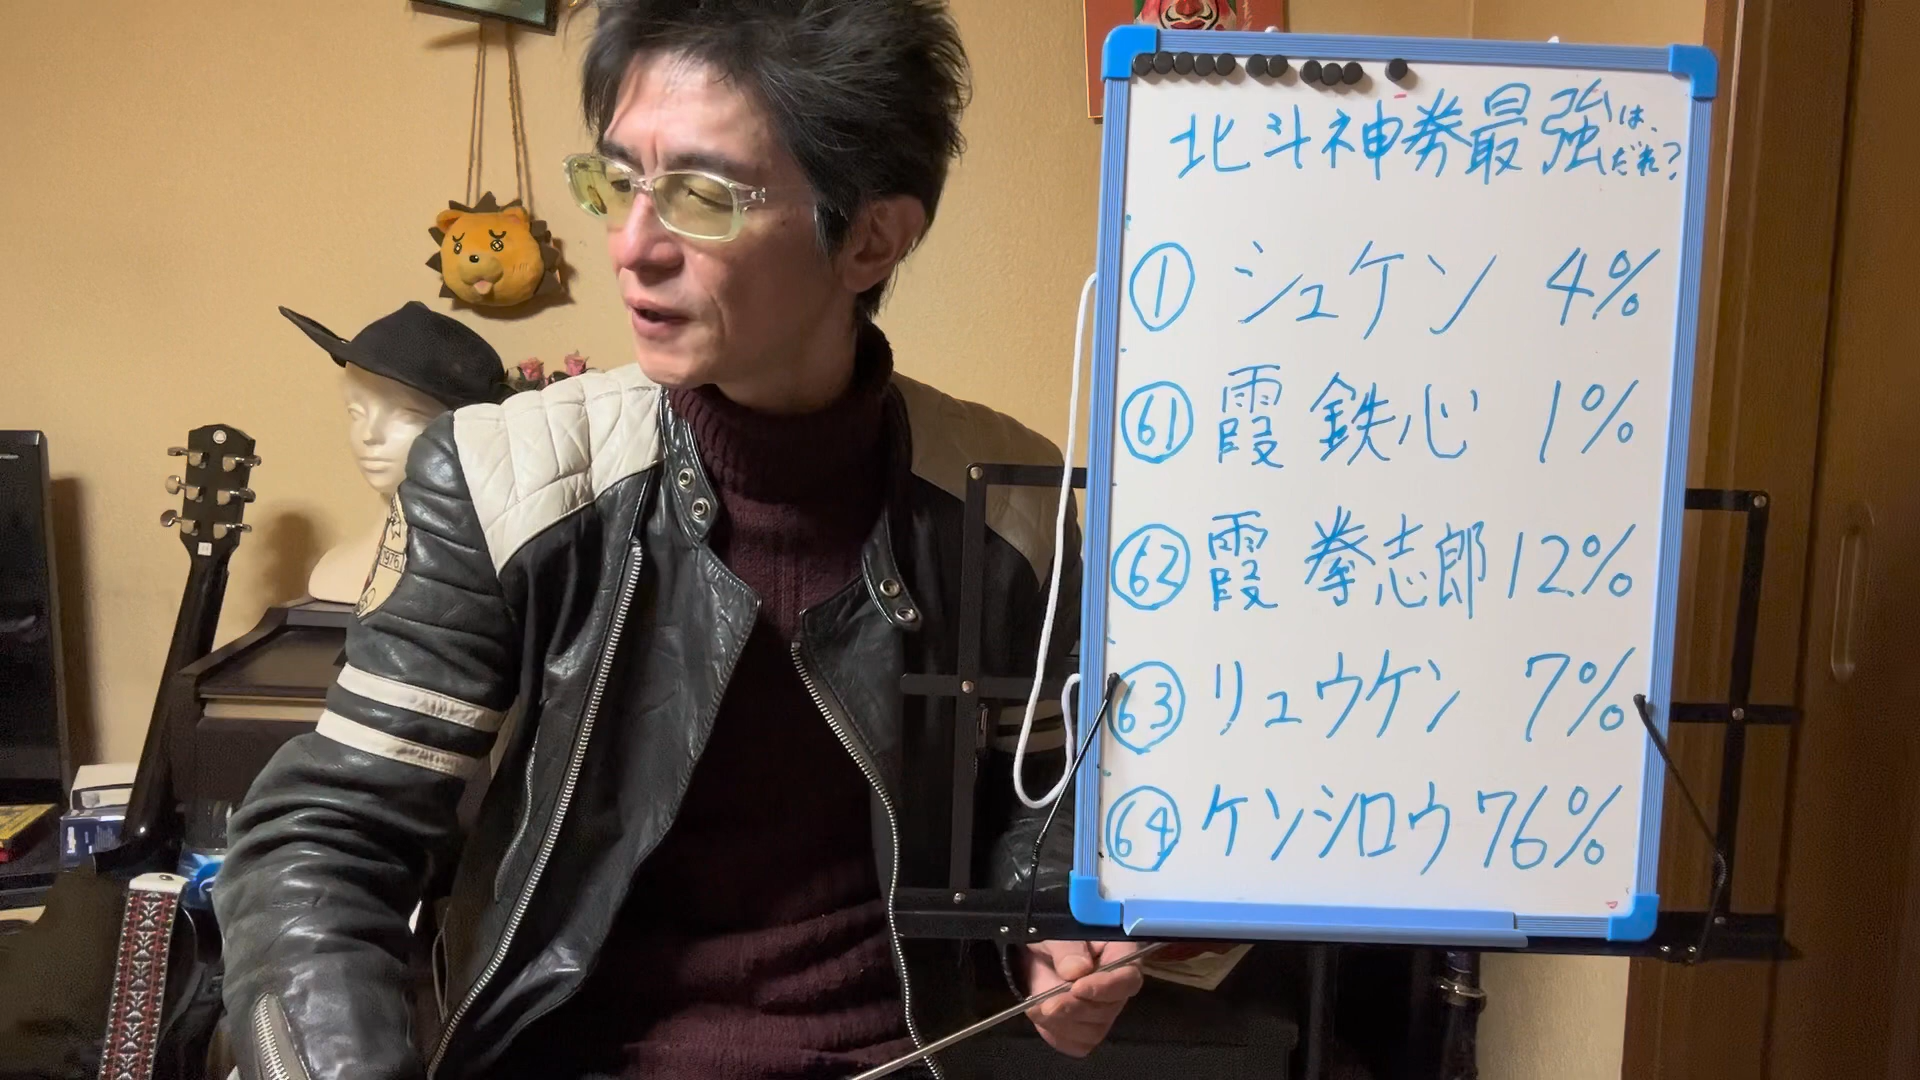 北斗神拳最強は、だれ?
① シュケン 4%
61 霞 鉄心 1%
62 霞 拳志郎 12%
63 リュウケン 7%
64 ケンシロウ 76%
1976